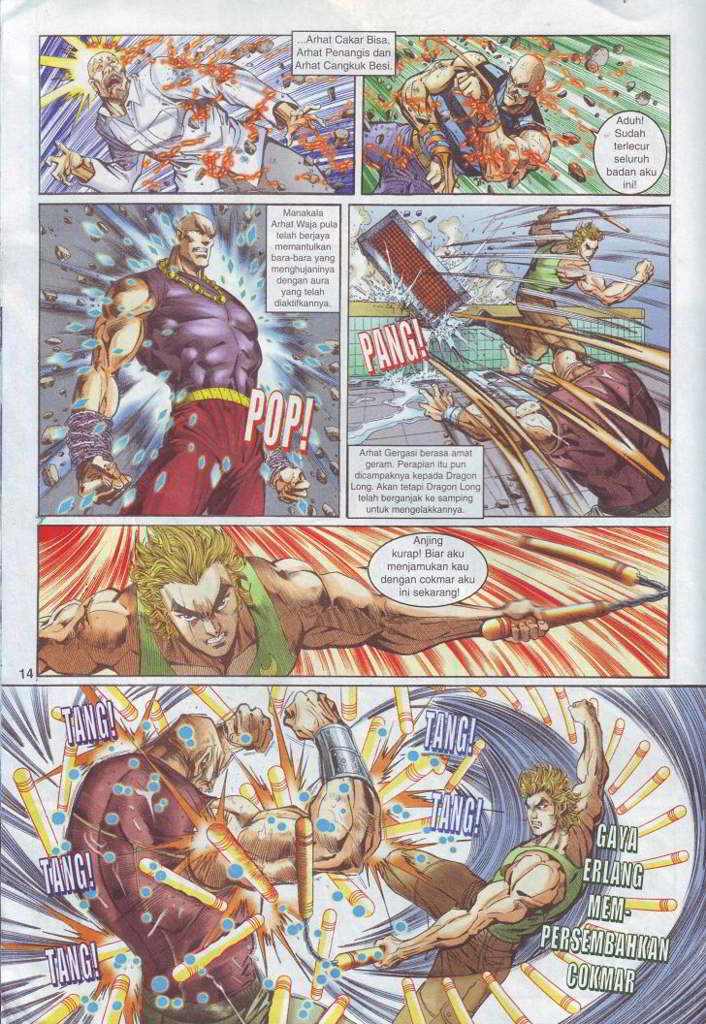 ...Arhat Cakar Bisa,
Arhat Penangis dan
Arhat Cangkuk Besi.
Aduh!
Sudah
terlecur
seluruh
badan aku
ini!
Manakala
Arhat Waja pula
telah berjaya
memantulkan
bara-bara yang
menghujaninya
dengan aura
yang telah
diaktifkannya.
POP!
PANG!
Arhat Gergasi berasa amat
geram. Perapian itu pun
dicampaknya kepada Dragon
Long. Akan tetapi Dragon Long
telah berganjak ke samping
untuk mengelakkannya.
Anjing
kurap! Biar aku
menjamukan kau
dengan cokmar aku
ini sekarang!
14
TANG!
TANG!
TANG!
TANG!
TANG!
GAYA
ERLANG
MEM-
PERSEMBAHKAN
COKMAR